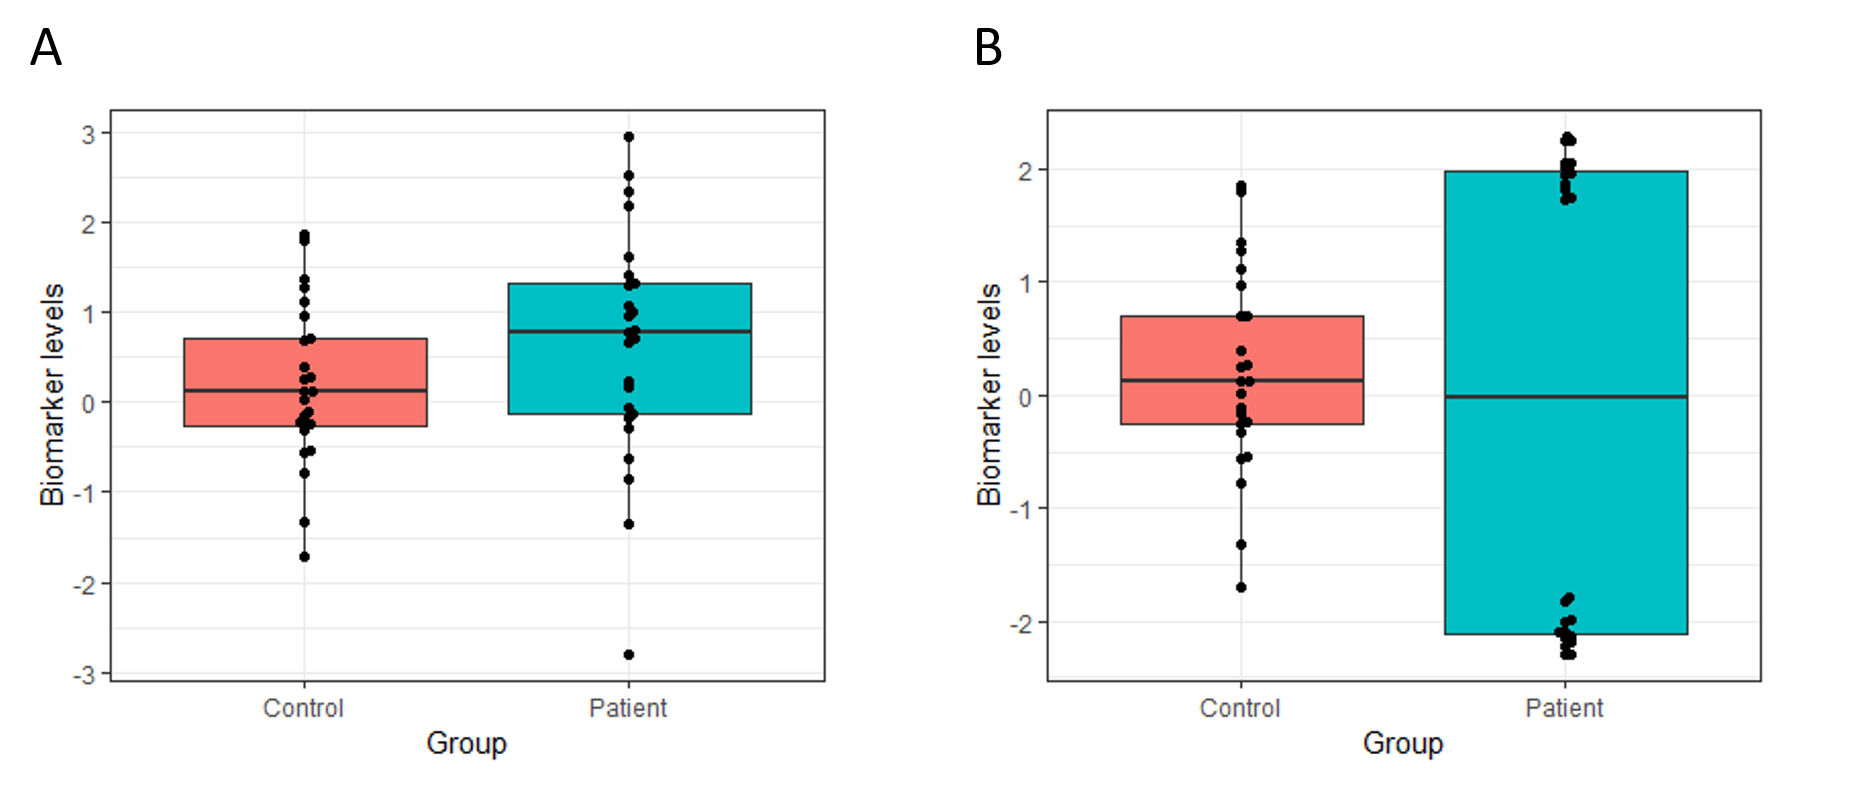 A
B
Biomarker levels
3
2
1
0
-1
-2
-3
Control
Patient
Group
Biomarker levels
2
1
0
-1
-2
Control
Patient
Group